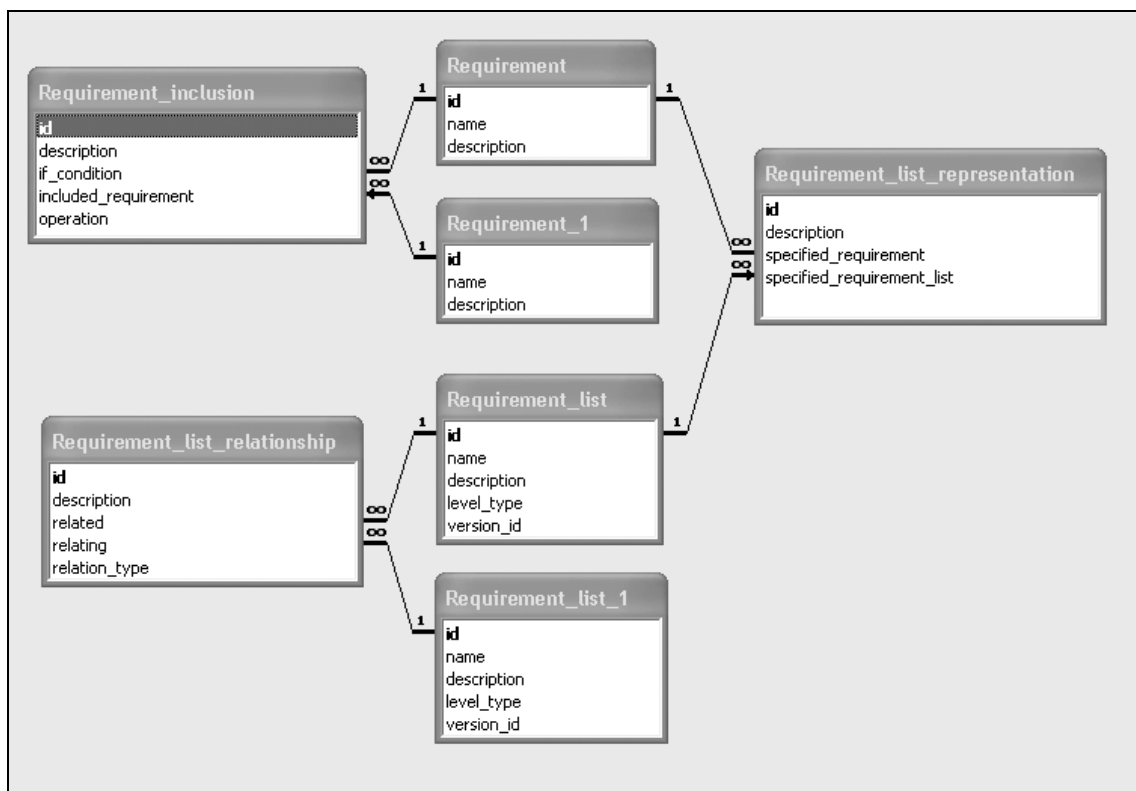 Requirement_inclusion
id
description
if_condition
included_requirement
operation
Requirement
id
name
description
Requirement_1
id
name
description
Requirement_list_representation
id
description
specified_requirement
specified_requirement_list
Requirement_list_relationship
id
description
related
relating
relation_type
Requirement_list
id
name
description
level_type
version_id
Requirement_list_1
id
name
description
level_type
version_id
1
∞
∞
1
1
∞
∞
1
1
∞
∞
1